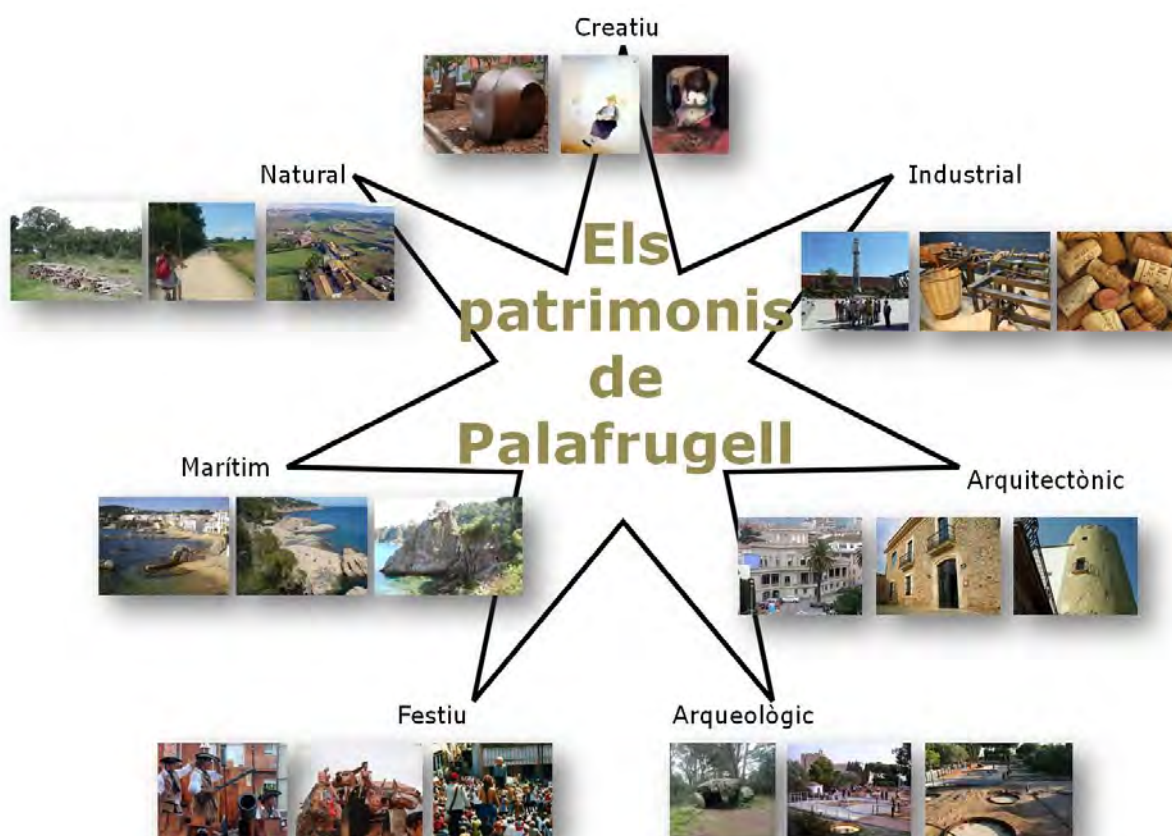 Creatiu
Natural
Industrial
Els
patrimonis
de
Palafrugell
Marítim
Arquitectònic
Festiu
Arqueològic